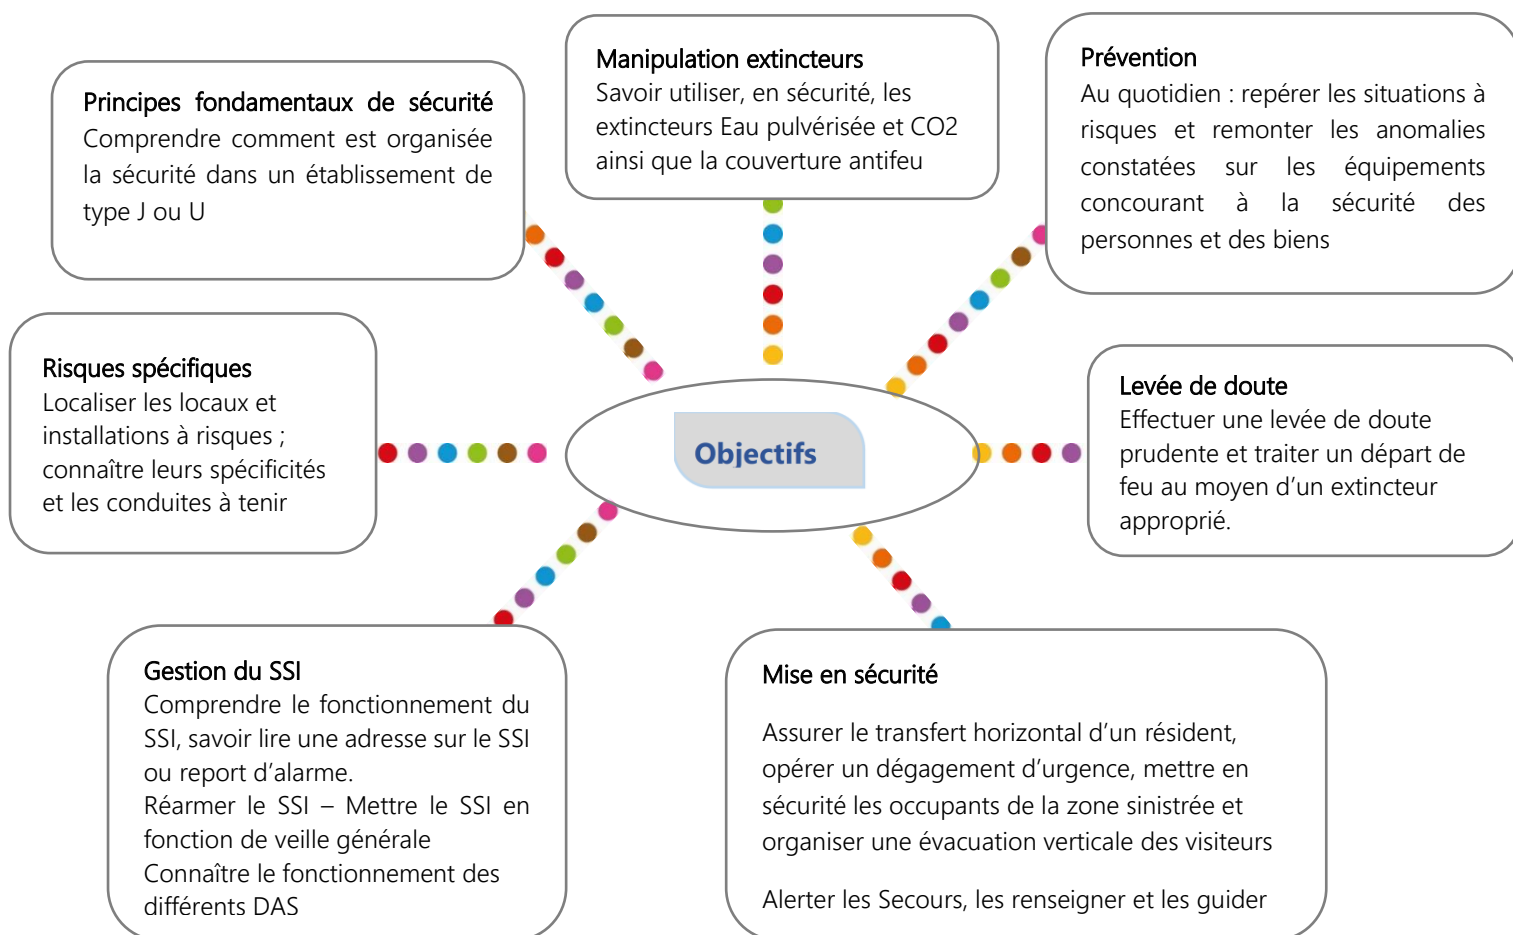 Principes fondamentaux de sécurité
Comprendre comment est organisée
la sécurité dans un établissement de
type J ou U
Manipulation extincteurs
Savoir utiliser, en sécurité, les
extincteurs Eau pulvérisée et CO2
ainsi que la couverture antifeu
Prévention
Au quotidien : repérer les situations à
risques et remonter les anomalies
constatées sur les équipements
concourant à la sécurité des
personnes et des biens
Risques spécifiques
Localiser les locaux et
installations à risques ;
connaître leurs spécificités
et les conduites à tenir
Objectifs
Levée de doute
Effectuer une levée de doute
prudente et traiter un départ de
feu au moyen d’un extincteur
approprié.
Gestion du SSI
Comprendre le fonctionnement du
SSI, savoir lire une adresse sur le SSI
ou report d’alarme.
Réarmer le SSI – Mettre le SSI en
fonction de veille générale
Connaître le fonctionnement des
différents DAS
Mise en sécurité
Assurer le transfert horizontal d’un résident,
opérer un dégagement d’urgence, mettre en
sécurité les occupants de la zone sinistrée et
organiser une évacuation verticale des visiteurs
Alerter les Secours, les renseigner et les guider